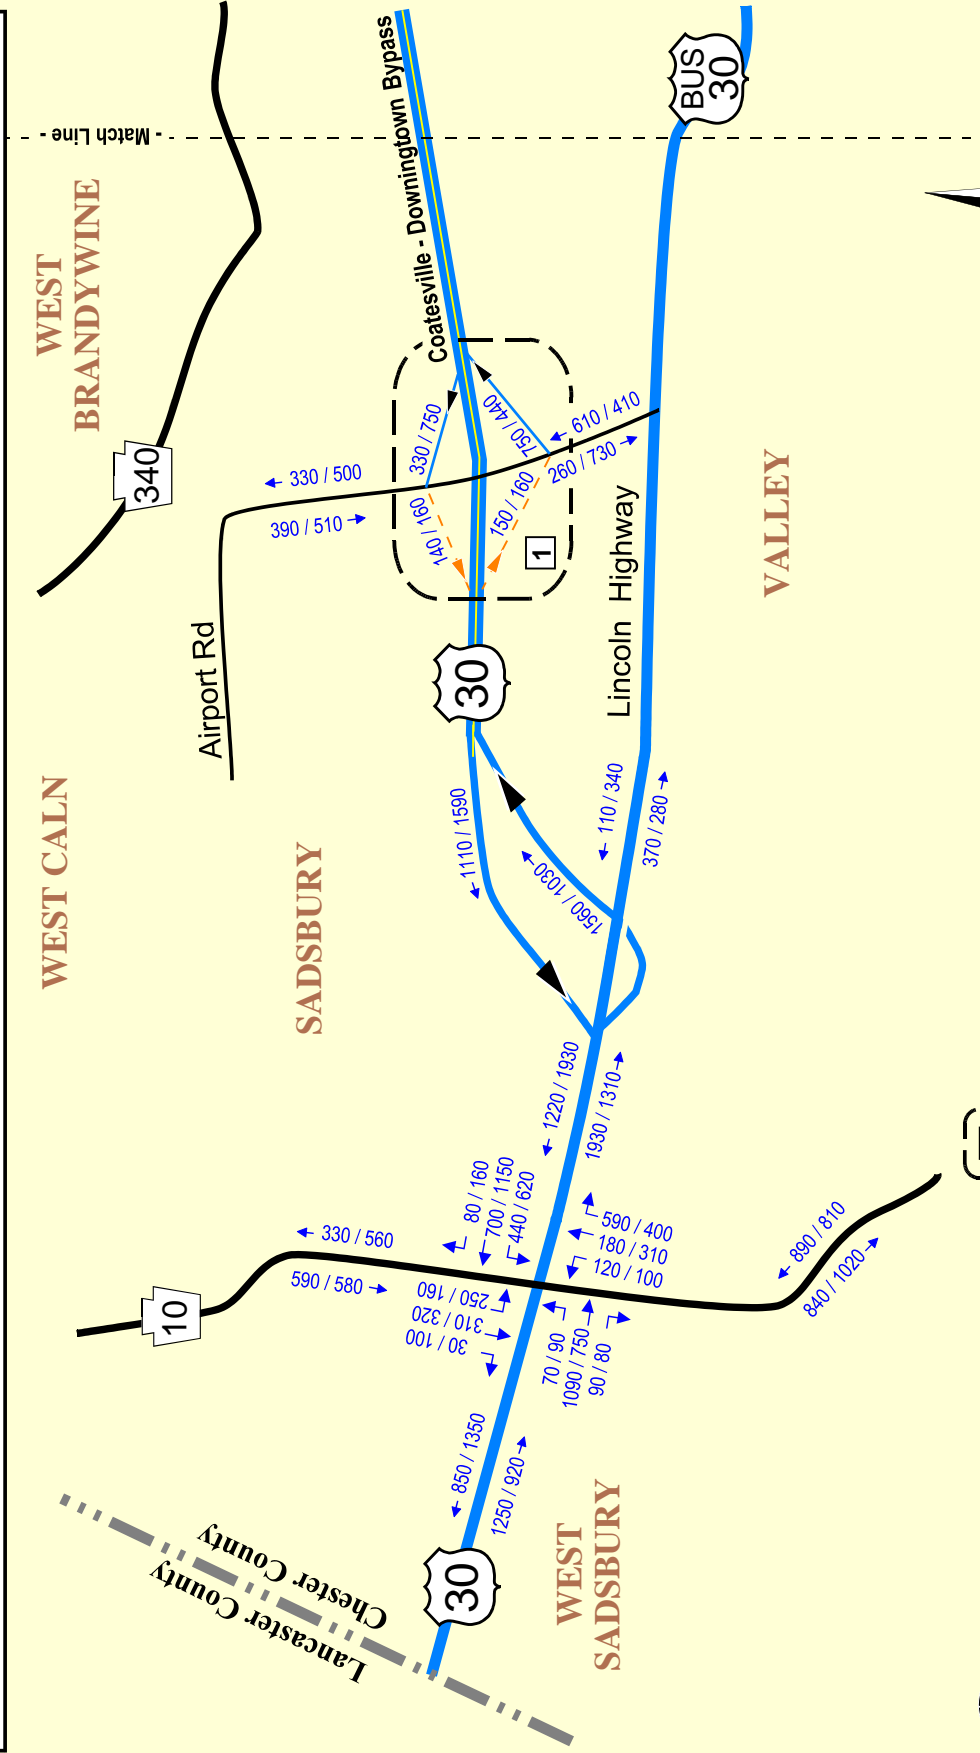 - Match Line -
WEST
BRANDYWINE
Coatesville - Downingtown Bypass
BUS
30
340
330 / 500
390 / 510
330 / 750
750 / 440
140 / 160
150 / 160
610 / 410
260 / 730
1
Airport Rd
30
Lincoln Highway
VALLEY
WEST CALN
SADSBURY
1110 / 1590
1560 / 1030
110 / 340
370 / 280
1220 / 1930
1930 / 1310
80 / 160
700 / 1150
440 / 620
590 / 400
180 / 310
120 / 100
330 / 560
590 / 580
10
250 / 160
310 / 320
30 / 100
70 / 90
1090 / 750
90 / 80
890 / 810
840 / 1020
850 / 1350
1250 / 920
Chester County
Lancaster County
30
WEST
SADSBURY